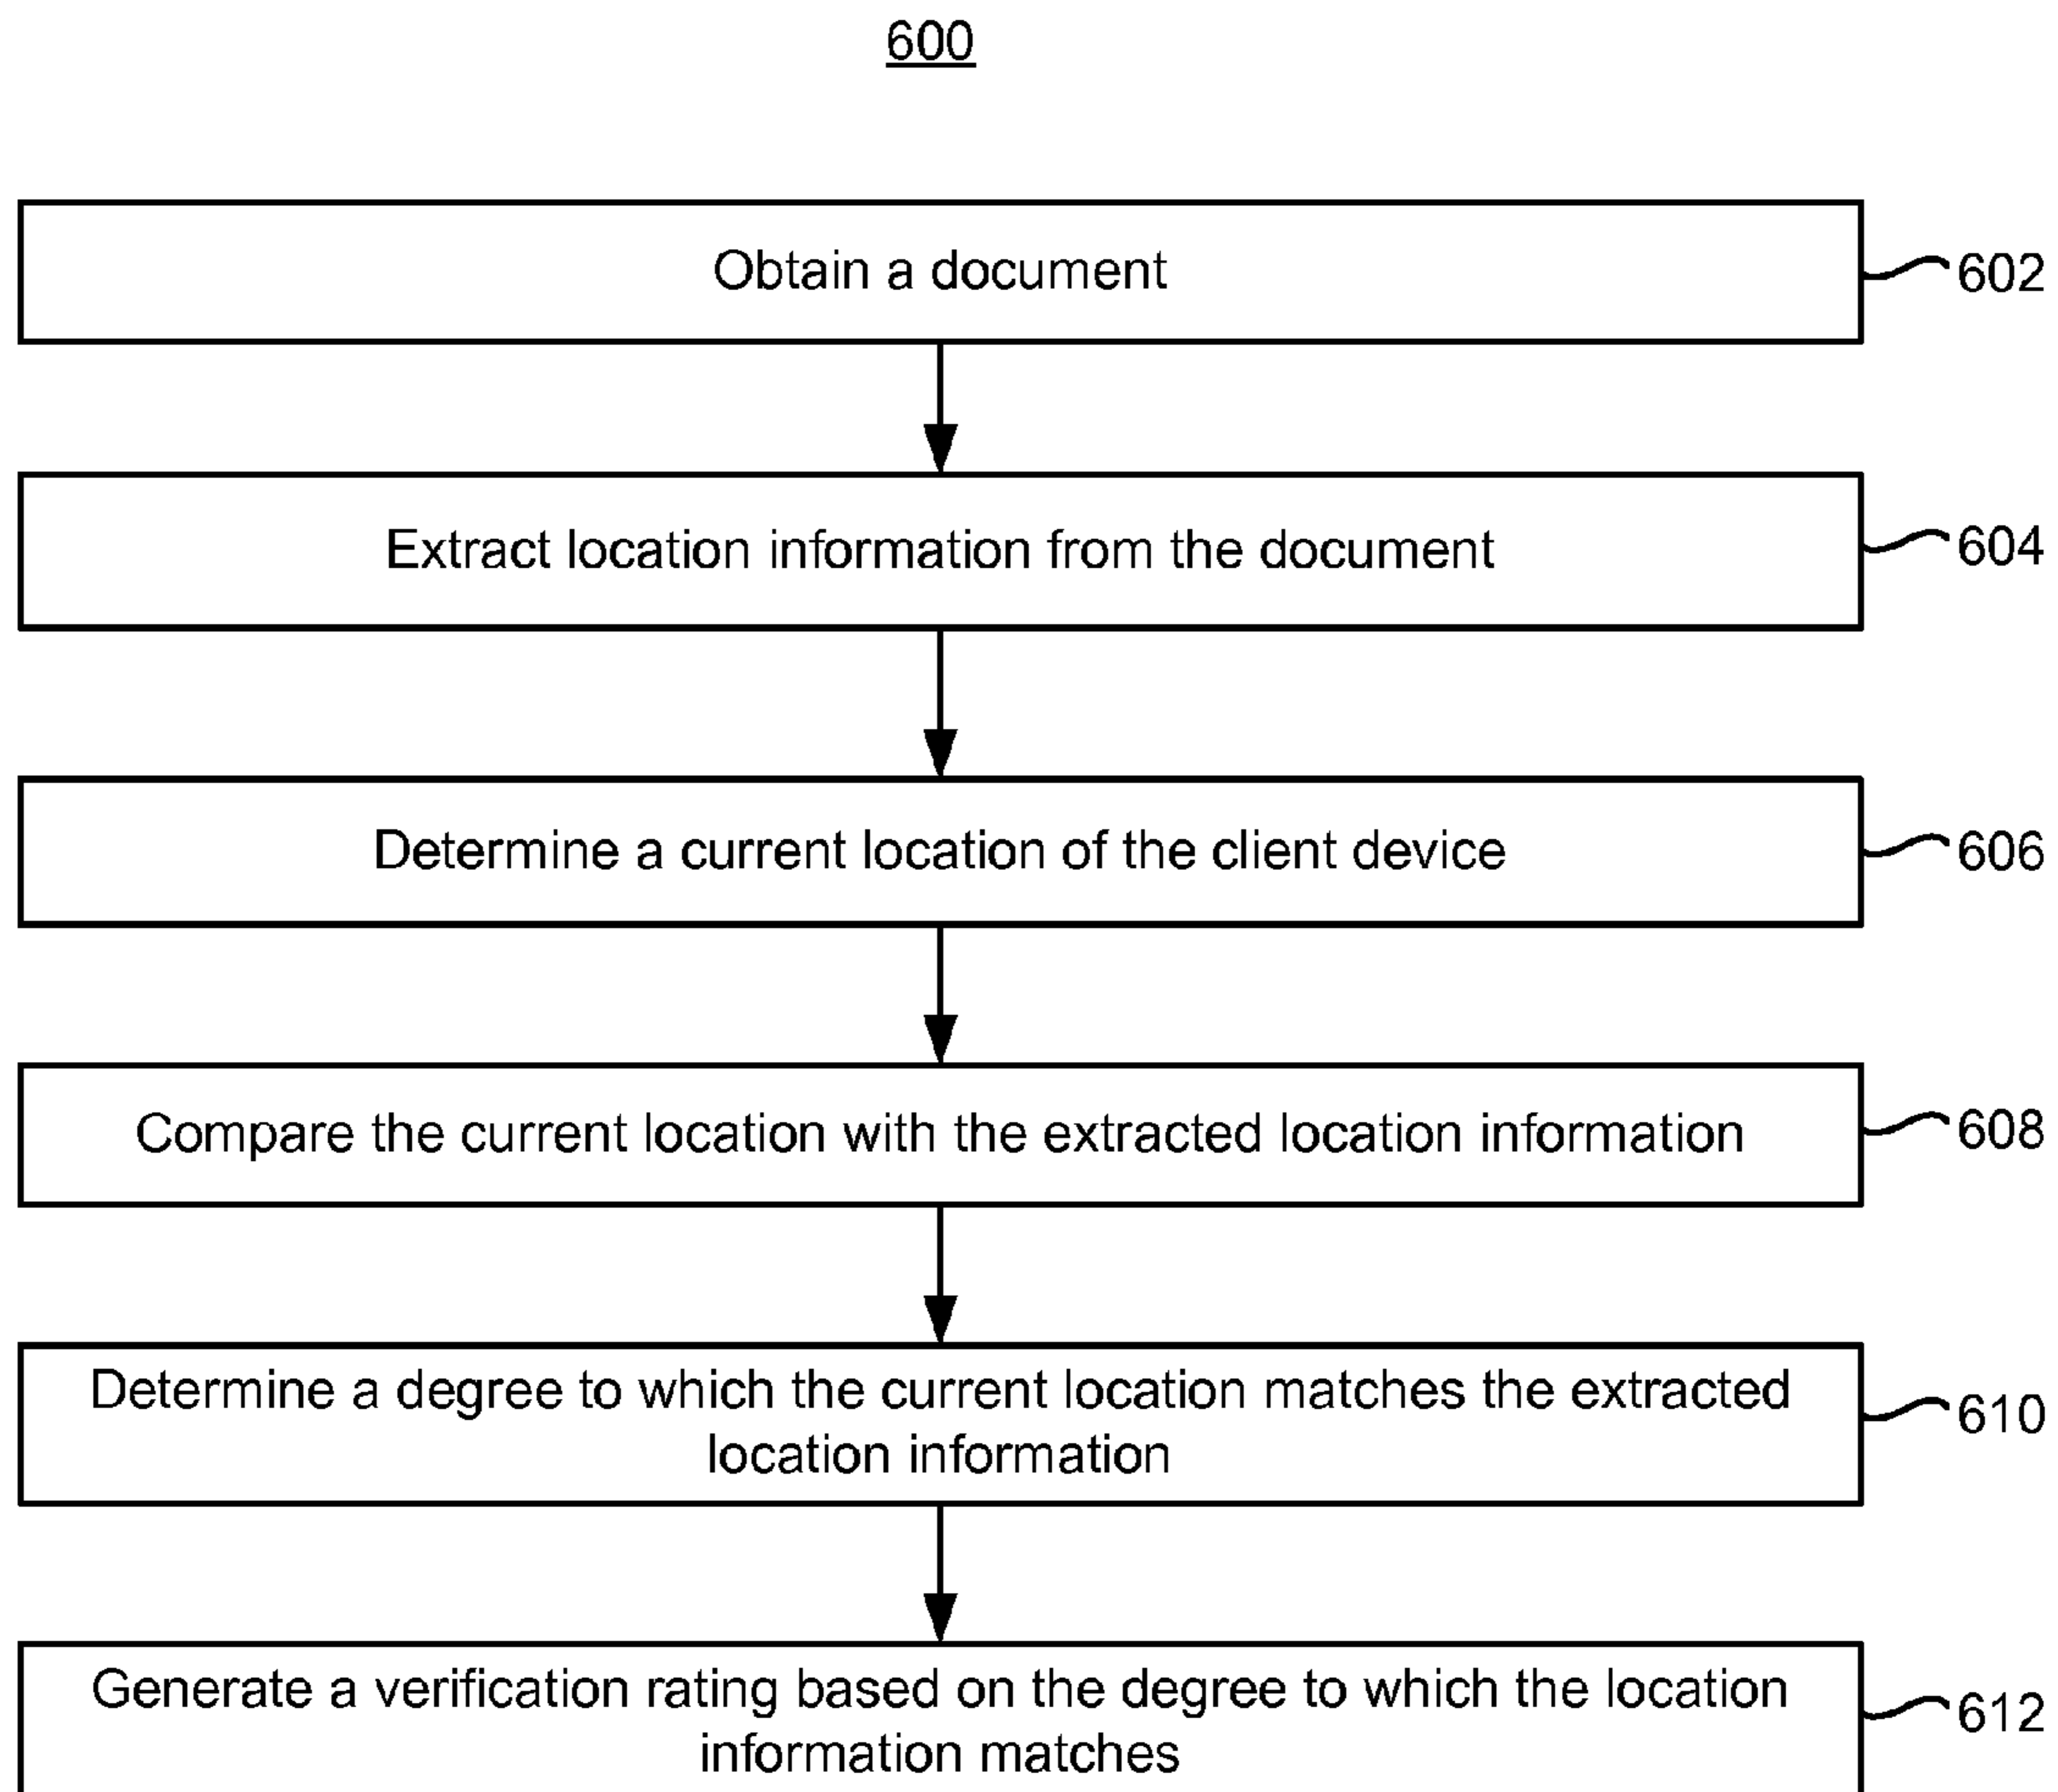 600
Obtain a document
602
Extract location information from the document
604
Determine a current location of the client device
606
Compare the current location with the extracted location information
608
Determine a degree to which the current location matches the extracted
location information
610
Generate a verification rating based on the degree to which the location
information matches
612